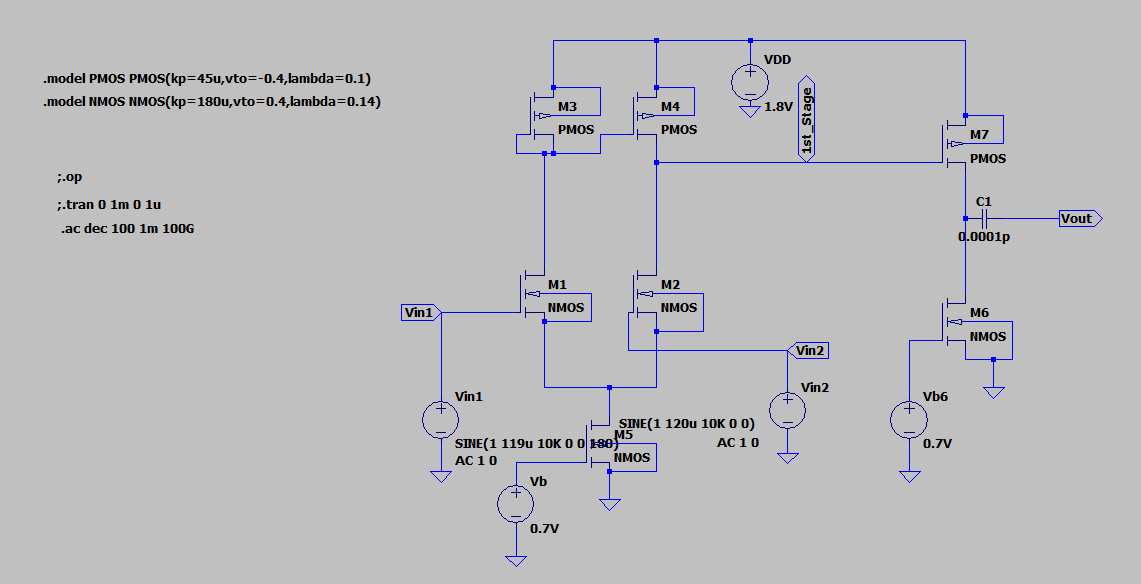 .model PMOS PMOS(kp=45u,vto=-0.4,lambda=0.1)
.model NMOS NMOS(kp=180u,vto=0.4,lambda=0.14)
;.op
;.tran 0 1m 0 1u
.ac dec 100 1m 100G
VDD
1.8V
1st_Stage
M3
PMOS
M4
PMOS
M7
PMOS
C1
0.0001p
Vout
M1
NMOS
M2
NMOS
M6
NMOS
Vin1
Vin2
Vin1
SINE(1 119u 10K 0 0 180)
AC 1 0
Vin2
SINE(1 120u 10K 0 0)
AC 1 0
M5
NMOS
Vb
0.7V
Vb6
0.7V